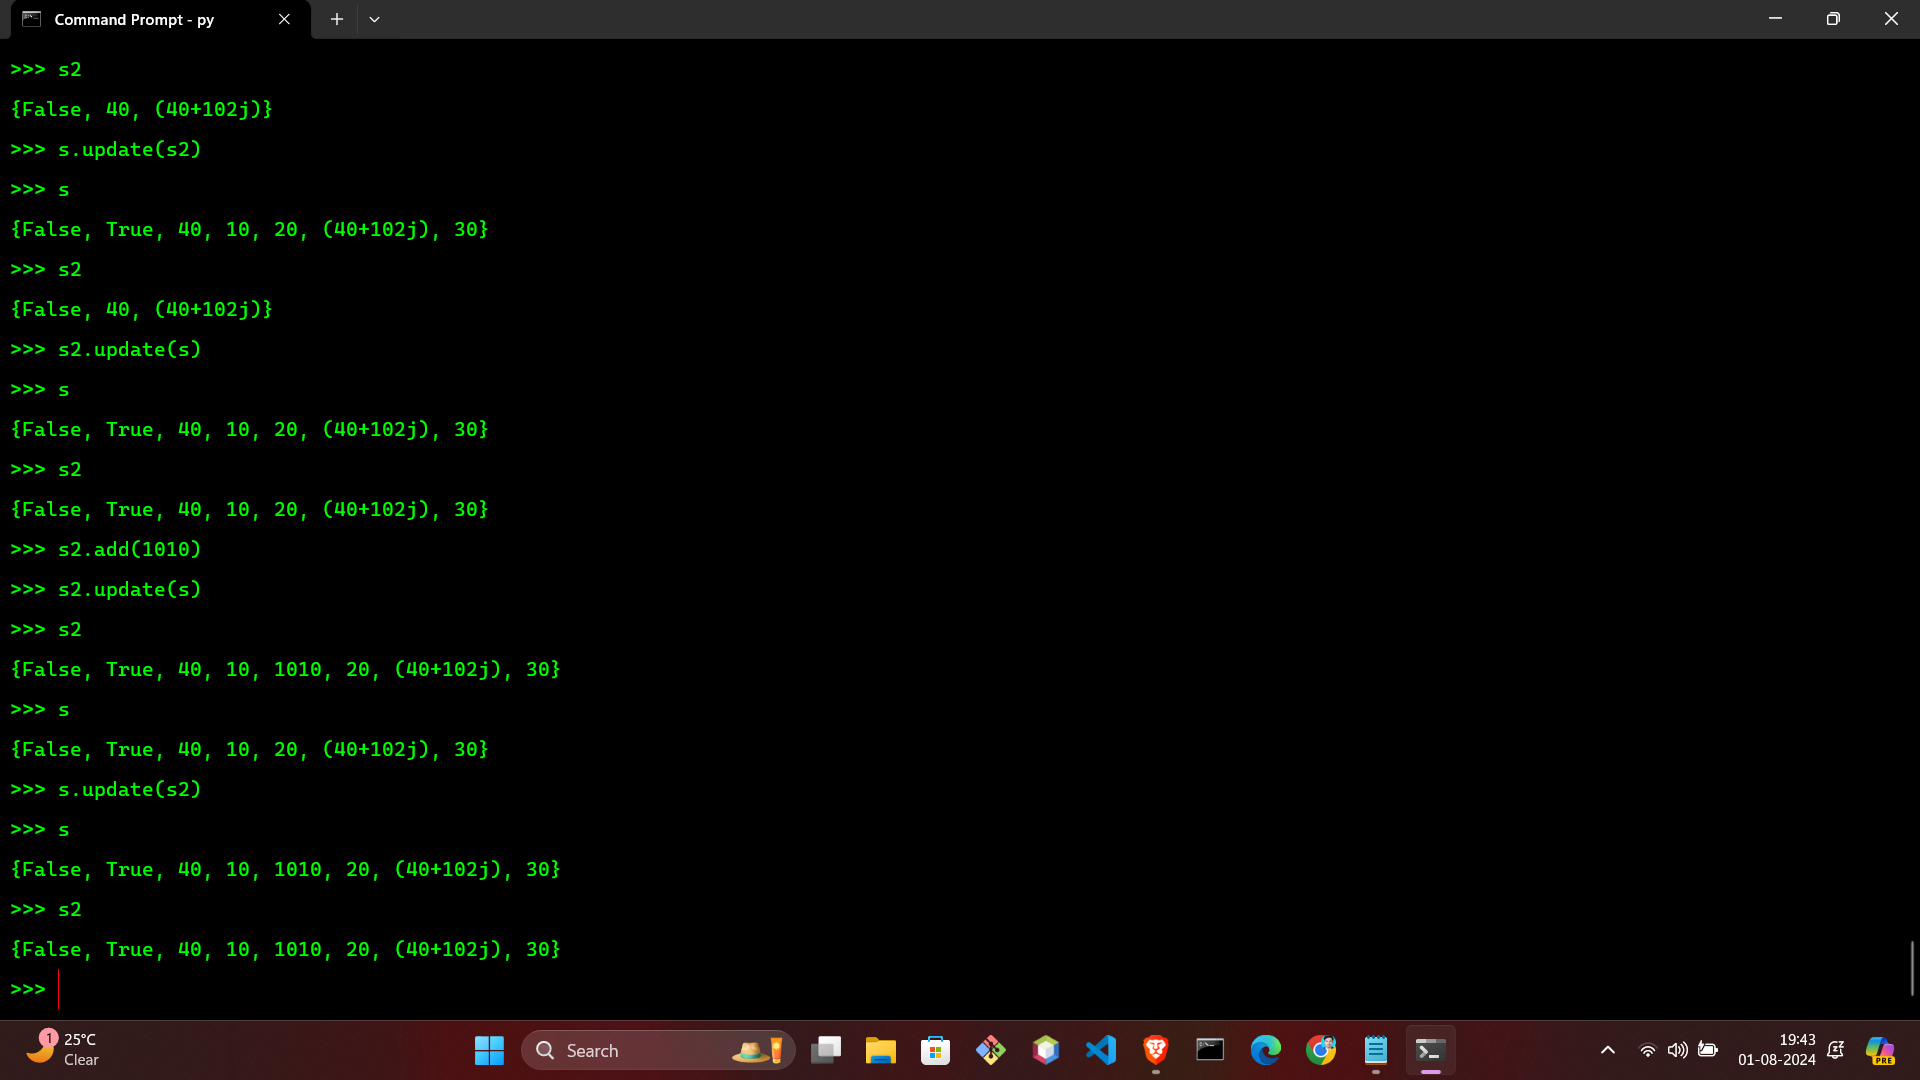 Command Prompt - py
>>> s2
{False, 40, (40+102j)}
>>> s.update(s2)
>>> s
{False, True, 40, 10, 20, (40+102j), 30}
>>> s2
{False, 40, (40+102j)}
>>> s2.update(s)
>>> s
{False, True, 40, 10, 20, (40+102j), 30}
>>> s2
{False, True, 40, 10, 20, (40+102j), 30}
>>> s2.add(1010)
>>> s2.update(s)
>>> s2
{False, True, 40, 10, 1010, 20, (40+102j), 30}
>>> s
{False, True, 40, 10, 20, (40+102j), 30}
>>> s.update(s2)
>>> s
{False, True, 40, 10, 1010, 20, (40+102j), 30}
>>> s2
{False, True, 40, 10, 1010, 20, (40+102j), 30}
>>>
1
25°C
Clear
Search
19:43
01-08-2024
PRE